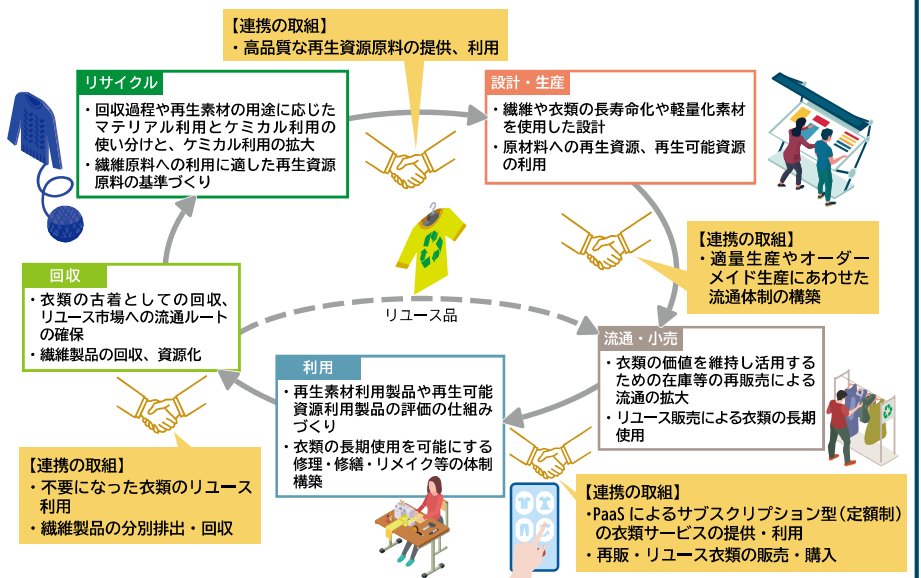 【連携の取組】
・高品質な再生資源原料の提供、利用
リサイクル
・回収過程や再生素材の用途に応じた
マテリアル利用とケミカル利用の
使い分けと、ケミカル利用の拡大
・繊維原料への利用に適した再生資源
原料の基準づくり
設計・生産
・繊維や衣類の長寿命化や軽量化素材
を使用した設計
・原材料への再生資源、再生可能資源
の利用
【連携の取組】
・適量生産やオーダー
メイド生産にあわせた
流通体制の構築
回収
・衣類の古着としての回収、
リユース市場への流通ルート
の確保
・繊維製品の回収、資源化
リユース品
流通・小売
・衣類の価値を維持し活用する
ための在庫等の再販売による
流通の拡大
・リユース販売による衣類の長期
使用
利用
・再生素材利用製品や再生可能
資源利用製品の評価の仕組み
づくり
・衣類の長期使用を可能にする
修理・修繕・リメイク等の体制
構築
【連携の取組】
・不要になった衣類のリユース
利用
・繊維製品の分別排出・回収
【連携の取組】
・PaaSによるサブスクリプション型(定額制)
の衣類サービスの提供・利用
・再販・リユース衣類の販売・購入